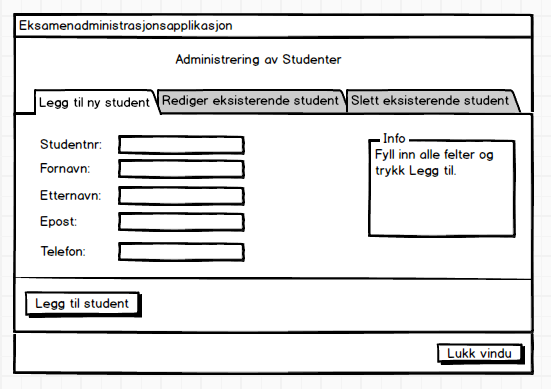 Eksamenadministrasjonsapplikasjon
Administrering av Studenter
Legg til ny student
Rediger eksisterende student
Slett eksisterende student
Studentnr:
Fornavn:
Etternavn:
Epost:
Telefon:
Info
Fyll inn alle felter og
trykk Legg til.
Legg til student
Lukk vindu